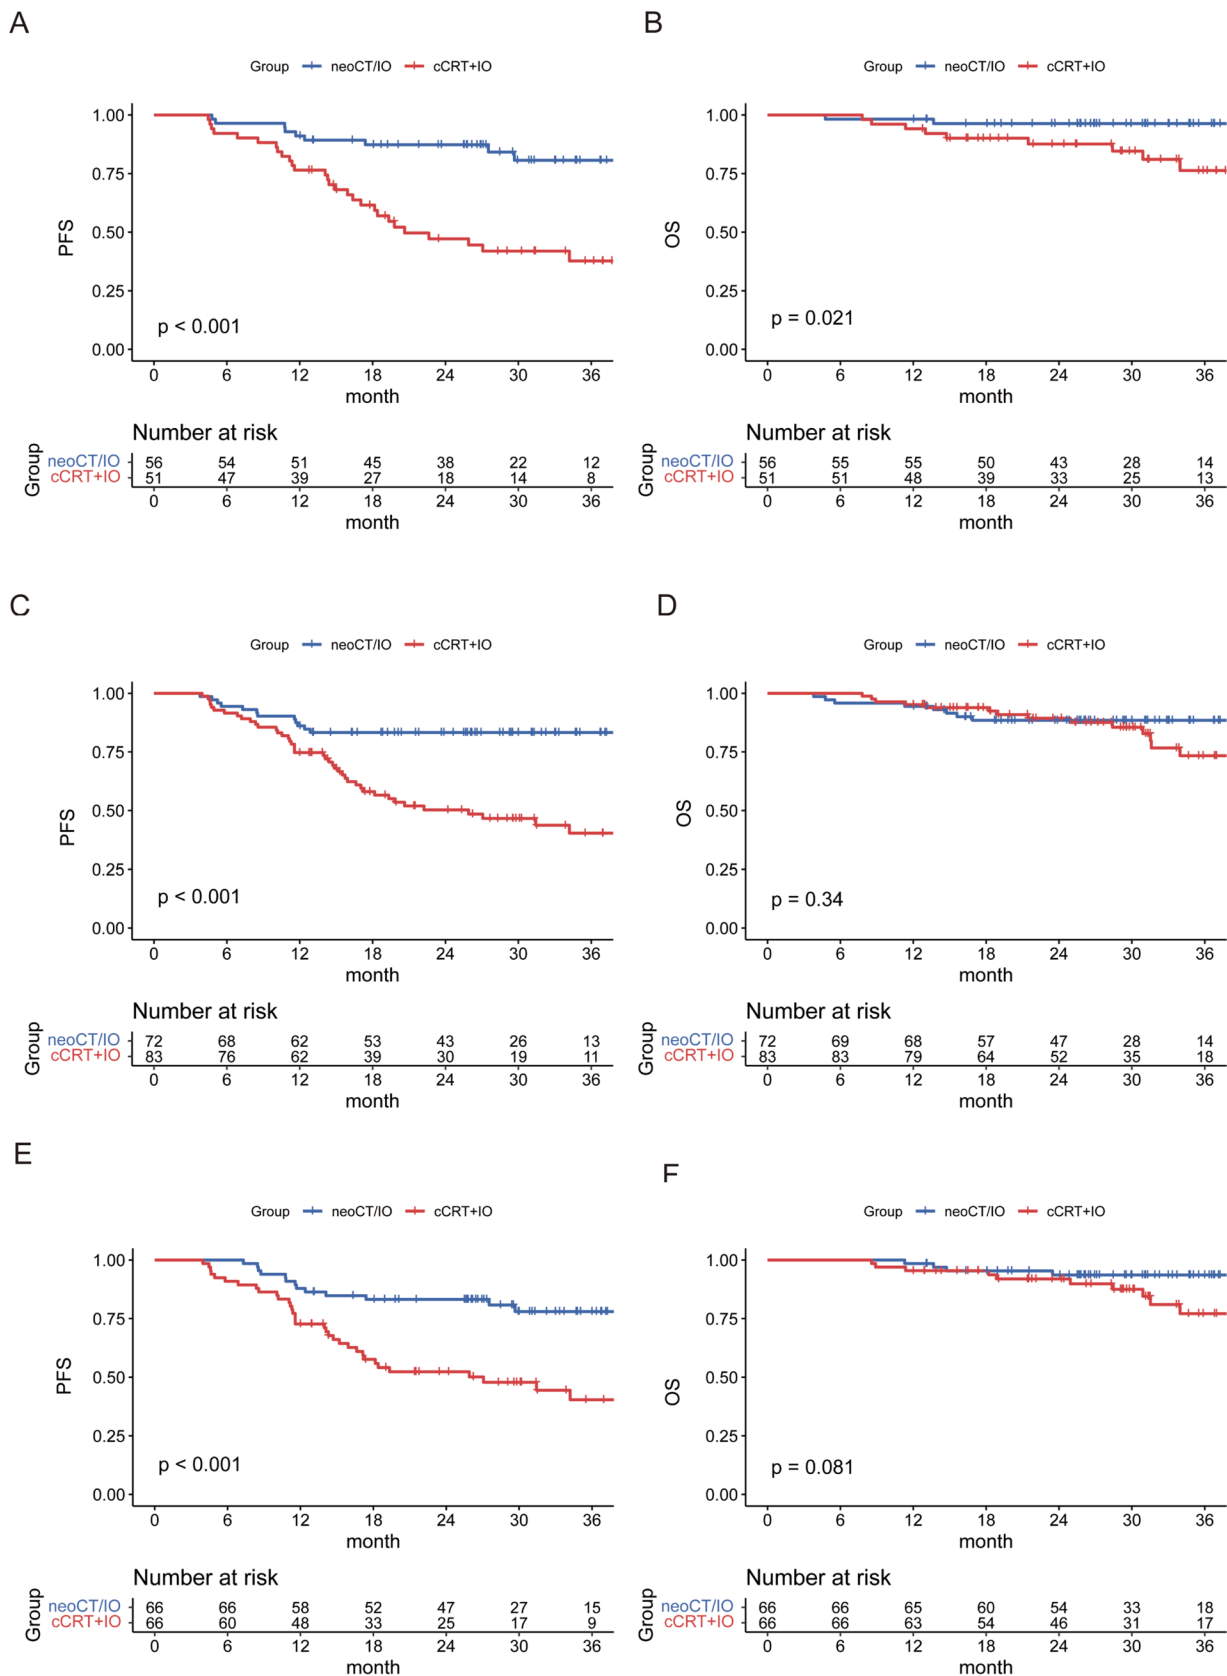 A
Group neoCT/IO cCRT+IO
1.00
0.75
0.50
0.25
0.00
PFS
p < 0.001
0 6 12 18 24 30 36
month
Number at risk
Group
neoCT/IO 56 54 51 45 38 22 12
cCRT+IO 51 47 39 27 18 14 8
0 6 12 18 24 30 36
month
B
Group neoCT/IO cCRT+IO
1.00
0.75
0.50
0.25
0.00
OS
p = 0.021
0 6 12 18 24 30 36
month
Number at risk
Group
neoCT/IO 56 55 55 50 43 28 14
cCRT+IO 51 51 48 39 33 25 13
0 6 12 18 24 30 36
month
C
Group neoCT/IO cCRT+IO
1.00
0.75
0.50
0.25
0.00
PFS
p < 0.001
0 6 12 18 24 30 36
month
Number at risk
Group
neoCT/IO 72 68 62 53 43 26 13
cCRT+IO 83 76 62 39 30 19 11
0 6 12 18 24 30 36
month
D
Group neoCT/IO cCRT+IO
1.00
0.75
0.50
0.25
0.00
OS
p = 0.34
0 6 12 18 24 30 36
month
Number at risk
Group
neoCT/IO 72 69 68 57 47 28 14
cCRT+IO 83 83 79 64 52 35 18
0 6 12 18 24 30 36
month
E
Group neoCT/IO cCRT+IO
1.00
0.75
0.50
0.25
0.00
PFS
p < 0.001
0 6 12 18 24 30 36
month
Number at risk
Group
neoCT/IO 66 66 58 52 47 27 15
cCRT+IO 66 60 48 33 25 17 9
0 6 12 18 24 30 36
month
F
Group neoCT/IO cCRT+IO
1.00
0.75
0.50
0.25
0.00
OS
p = 0.081
0 6 12 18 24 30 36
month
Number at risk
Group
neoCT/IO 66 66 65 60 54 33 18
cCRT+IO 66 66 63 54 46 31 17
0 6 12 18 24 30 36
month